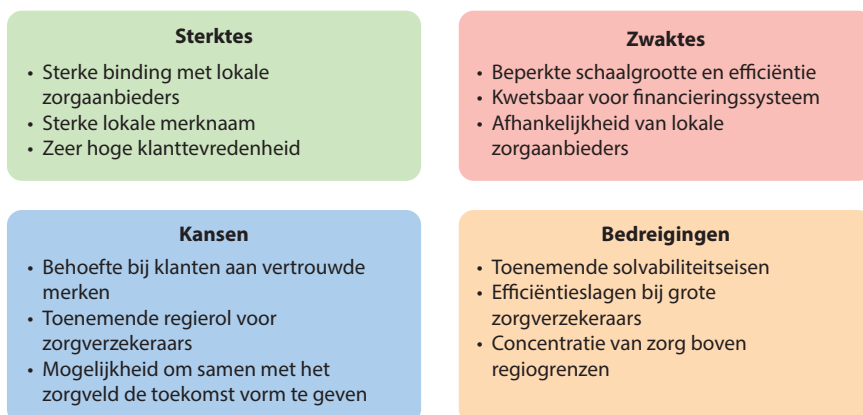 Sterktes
• Sterke binding met lokale
zorgaanbieders
• Sterke lokale merknaam
• Zeer hoge klanttevredenheid
Zwaktes
• Beperkte schaalgrootte en efficiëntie
• Kwetsbaar voor financieringssysteem
• Afhankelijkheid van lokale
zorgaanbieders
Kansen
• Behoefte bij klanten aan vertrouwde
merken
• Toenemende regierol voor
zorgverzekeraars
• Mogelijkheid om samen met het
zorgveld de toekomst vorm te geven
Bedreigingen
• Toenemende solvabiliteitseisen
• Efficiëntieslagen bij grote
zorgverzekeraars
• Concentratie van zorg boven
regiogrenzen